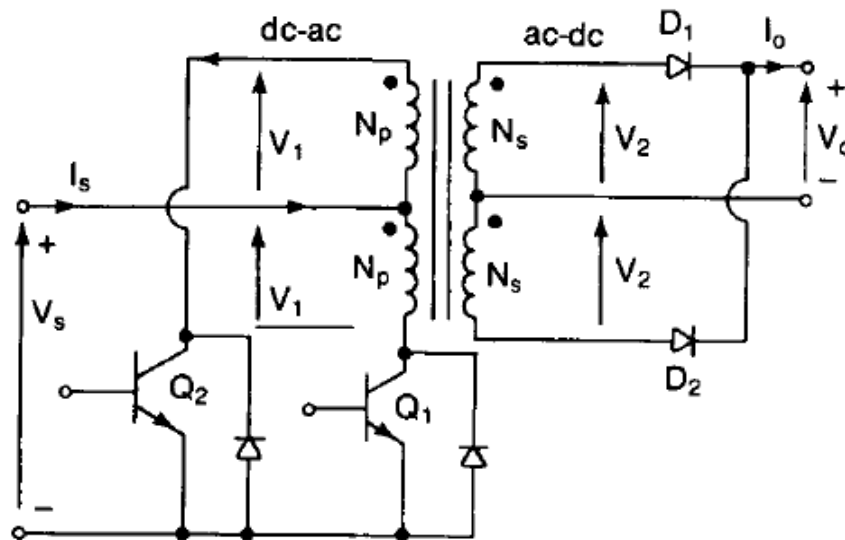 dc-ac
ac-dc
D1
Io
+
V1
Np
Ns
V2
Vo
-
Is
+
Vs
V1
Np
Ns
V2
D2
Q2
Q1
-